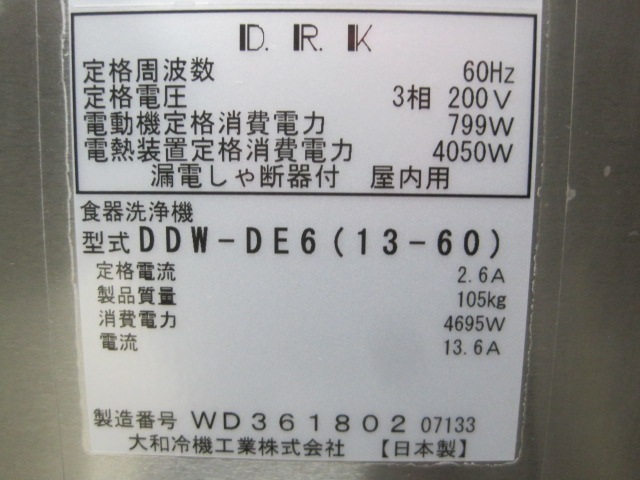 D. R. K
定格周波数 60Hz
定格電圧 3相 200V
電動機定格消費電力 799W
電熱装置定格消費電力 4050W
漏電しゃ断器付 屋内用
食器洗浄機
型式 DDW-DE6(13-60)
定格電流 2.6A
製品質量 105kg
消費電力 4695W
電流 13.6A
製造番号 WD361802 07133
大和冷機工業株式会社 【日本製】